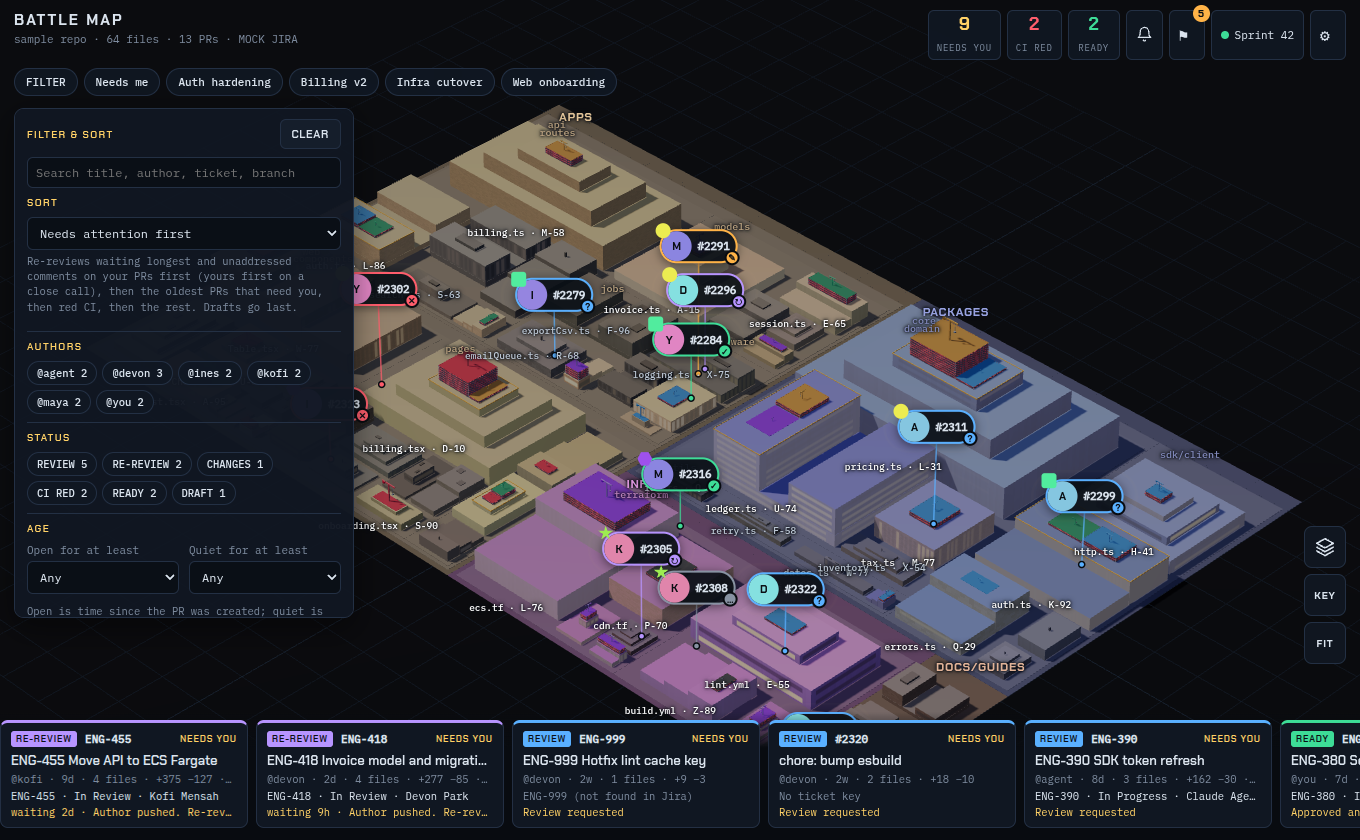 BATTLE MAP
sample repo · 64 files · 13 PRs · MOCK JIRA
9
NEEDS YOU
2
CI RED
2
READY
5
Sprint 42
FILTER
Needs me
Auth hardening
Billing v2
Infra cutover
Web onboarding
FILTER & SORT
CLEAR
Search title, author, ticket, branch
SORT
Needs attention first
Re-reviews waiting longest and unaddressed
comments on your PRs first (yours first on a
close call), then the oldest PRs that need you,
then red CI, then the rest. Drafts go last.
AUTHORS
@agent 2
@devon 3
@ines 2
@kofi 2
@maya 2
@you 2
STATUS
REVIEW 5
RE-REVIEW 2
CHANGES 1
CI RED 2
READY 2
DRAFT 1
AGE
Open for at least
Quiet for at least
Any
Any
Open is time since the PR was created; quiet is
APPS
api
routes
billing.ts · M-58
models
M #2291
L-86
Y #2302
· S-63
I #2279
jobs
D #2296
invoice.ts · A-15
session.ts · E-65
exportCsv.ts · F-96
Y #2284
ware
pages
emailQueue.ts · R-68
logging.ts · X-75
PACKAGES
core
domain
billing.tsx · D-10
A #2311
pricing.ts · L-31
sdk/client
M #2316
terraform
A #2299
ledger.ts · U-74
retry.ts · F-58
ding.tsx · S-90
K #2305
http.ts · H-41
tax.ts · M-77
inventory.ts · X-54
K #2308
D #2322
ecs.tf · L-76
auth.ts · K-92
cdn.tf · P-70
errors.ts · Q-29
DOCS/GUIDES
lint.yml · E-55
build.yml · Z-89
KEY
FIT
RE-REVIEW ENG-455 NEEDS YOU
ENG-455 Move API to ECS Fargate
@kofi · 9d · 4 files · +375 -127 ·…
ENG-455 · In Review · Kofi Mensah
waiting 2d · Author pushed. Re-rev…
RE-REVIEW ENG-418 NEEDS YOU
ENG-418 Invoice model and migrati…
@devon · 2d · 4 files · +277 -85 ·…
ENG-418 · In Review · Devon Park
waiting 9h · Author pushed. Re-rev…
REVIEW ENG-999 NEEDS YOU
ENG-999 Hotfix lint cache key
@devon · 2w · 1 files · +9 -3
ENG-999 (not found in Jira)
Review requested
REVIEW #2320 NEEDS YOU
chore: bump esbuild
@devon · 2w · 2 files · +18 -10
No ticket key
Review requested
REVIEW ENG-390 NEEDS YOU
ENG-390 SDK token refresh
@agent · 8d · 3 files · +162 -30 ·…
ENG-390 · In Progress · Claude Age…
Review requested
READY
ENG-380 Se
@you · 7d ·
ENG-380 · I
Approved an